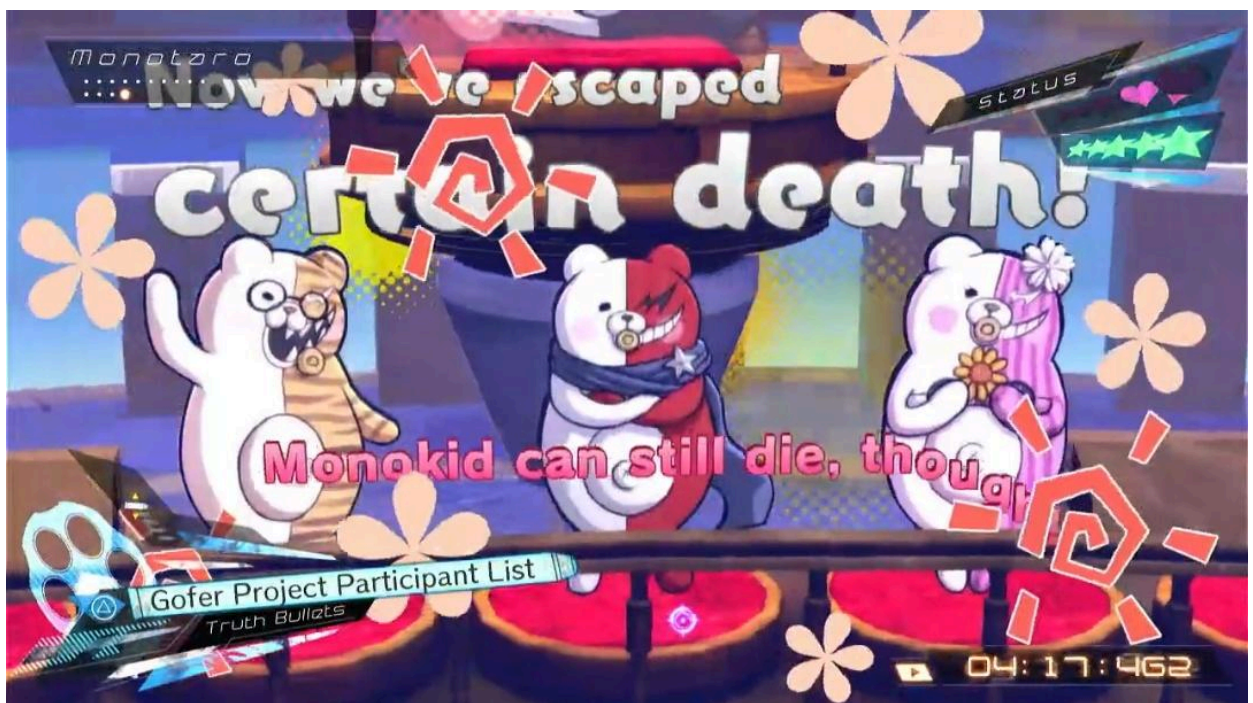 Monotaro
status
Now we've escaped
certain death!
Monokid can still die, though
Gofer Project Participant List
Truth Bullets
04:17:462